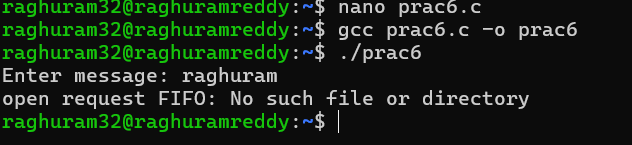 raghuram32@raghuramreddy:~$ nano prac6.c
raghuram32@raghuramreddy:~$ gcc prac6.c -o prac6
raghuram32@raghuramreddy:~$ ./prac6
Enter message: raghuram
open request FIFO: No such file or directory
raghuram32@raghuramreddy:~$